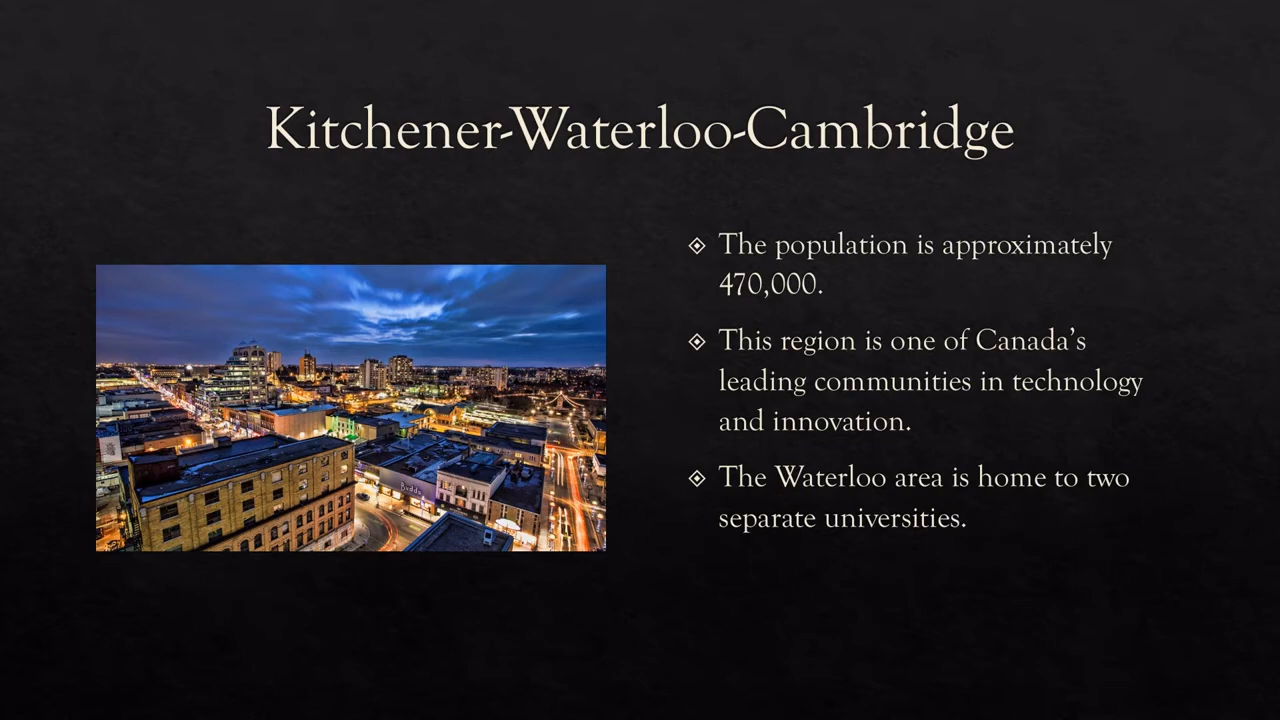 Kitchener-Waterloo-Cambridge
The population is approximately
470,000.
This region is one of Canada’s
leading communities in technology
and innovation.
The Waterloo area is home to two
separate universities.
Budds